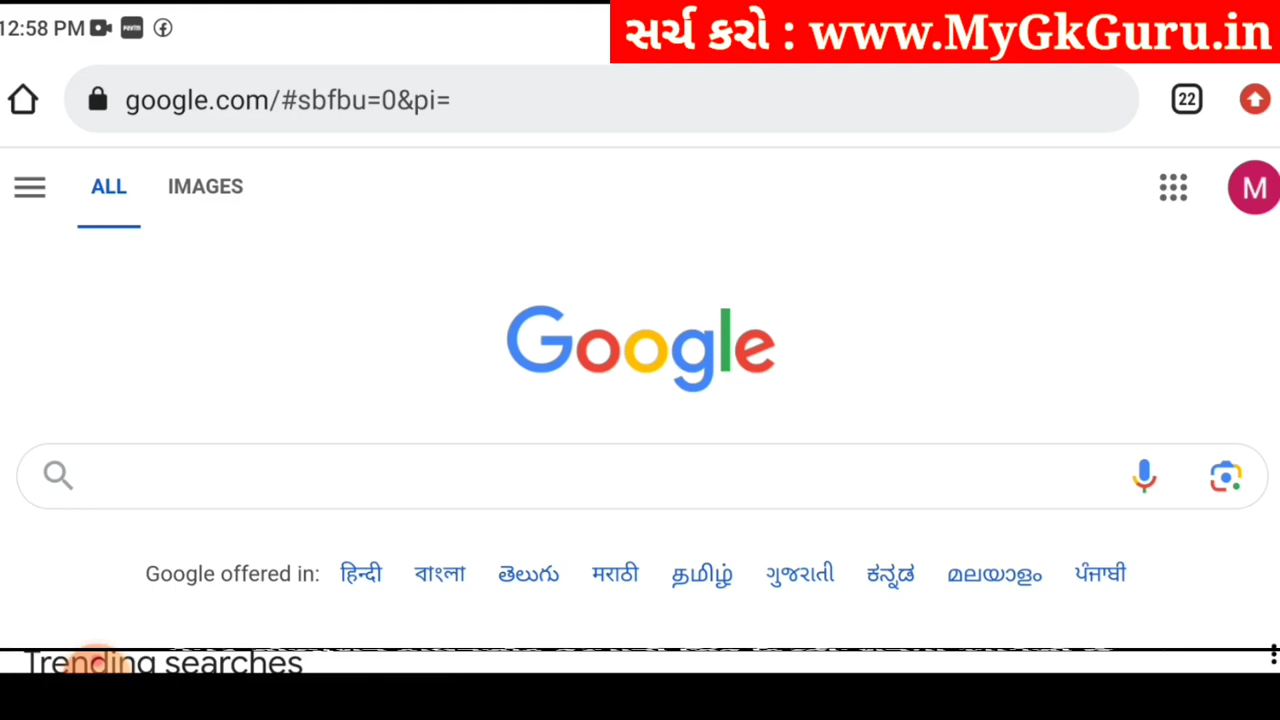 12:58 PM
સર્ચ કરો : www.MyGkGuru.in
google.com/#sbfbu=0&pi=
22
ALL IMAGES
M
Google
Google offered in: हिन्दी বাংলা తెలుగు मराठी தமிழ் ગુજરાતી ಕನ್ನಡ മലയാളം ਪੰਜਾਬੀ
Trending searches